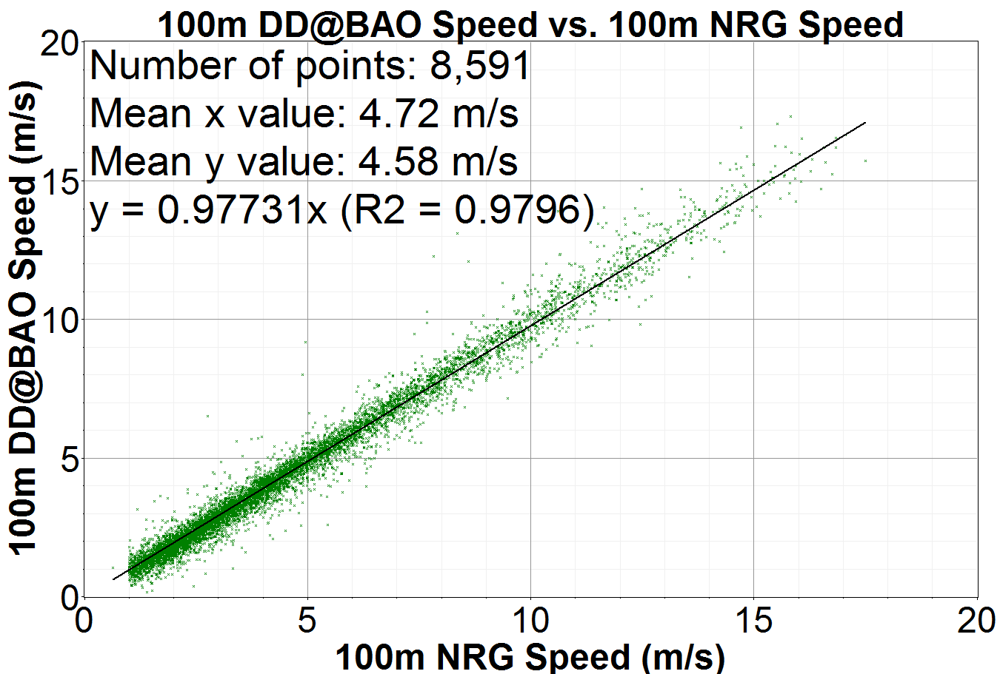 100m DD@BAO Speed vs. 100m NRG Speed
Number of points: 8,591
Mean x value: 4.72 m/s
Mean y value: 4.58 m/s
y = 0.97731x (R2 = 0.9796)
100m DD@BAO Speed (m/s)
20
15
10
5
0
0 5 10 15 20
100m NRG Speed (m/s)